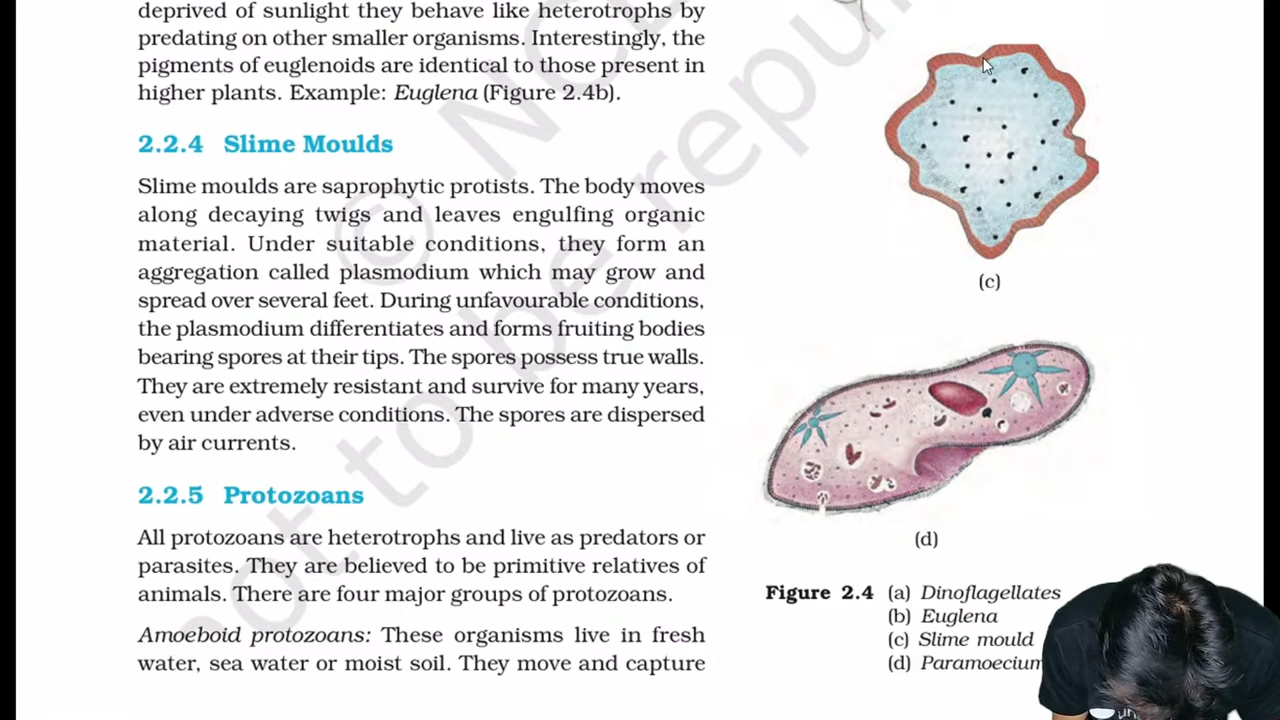 deprived of sunlight they behave like heterotrophs by
predating on other smaller organisms. Interestingly, the
pigments of euglenoids are identical to those present in
higher plants. Example: Euglena (Figure 2.4b).
2.2.4 Slime Moulds
Slime moulds are saprophytic protists. The body moves
along decaying twigs and leaves engulfing organic
material. Under suitable conditions, they form an
aggregation called plasmodium which may grow and
spread over several feet. During unfavourable conditions,
the plasmodium differentiates and forms fruiting bodies
bearing spores at their tips. The spores possess true walls.
They are extremely resistant and survive for many years,
even under adverse conditions. The spores are dispersed
by air currents.
2.2.5 Protozoans
All protozoans are heterotrophs and live as predators or
parasites. They are believed to be primitive relatives of
animals. There are four major groups of protozoans.
Amoeboid protozoans: These organisms live in fresh
water, sea water or moist soil. They move and capture
(c)
(d)
Figure 2.4 (a) Dinoflagellates
(b) Euglena
(c) Slime mould
(d) Paramoecium
©
not to be repu